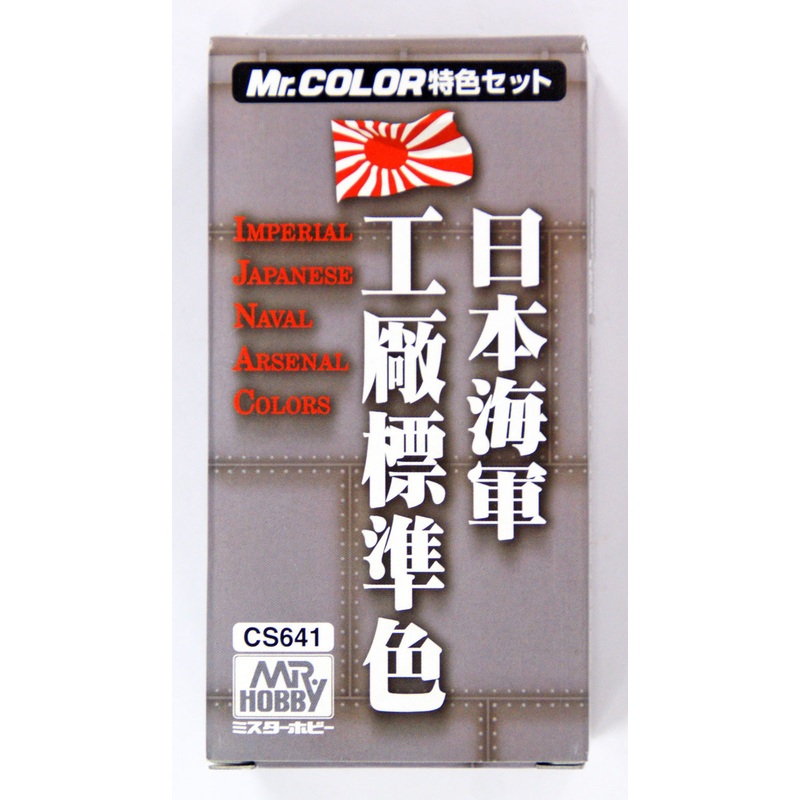 Mr.COLOR特色セット
日本海軍
工廠標準色
IMPERIAL
JAPANESE
NAVAL
ARSENAL
COLORS
CS641
MR.
HOBBY
ミスターホビー